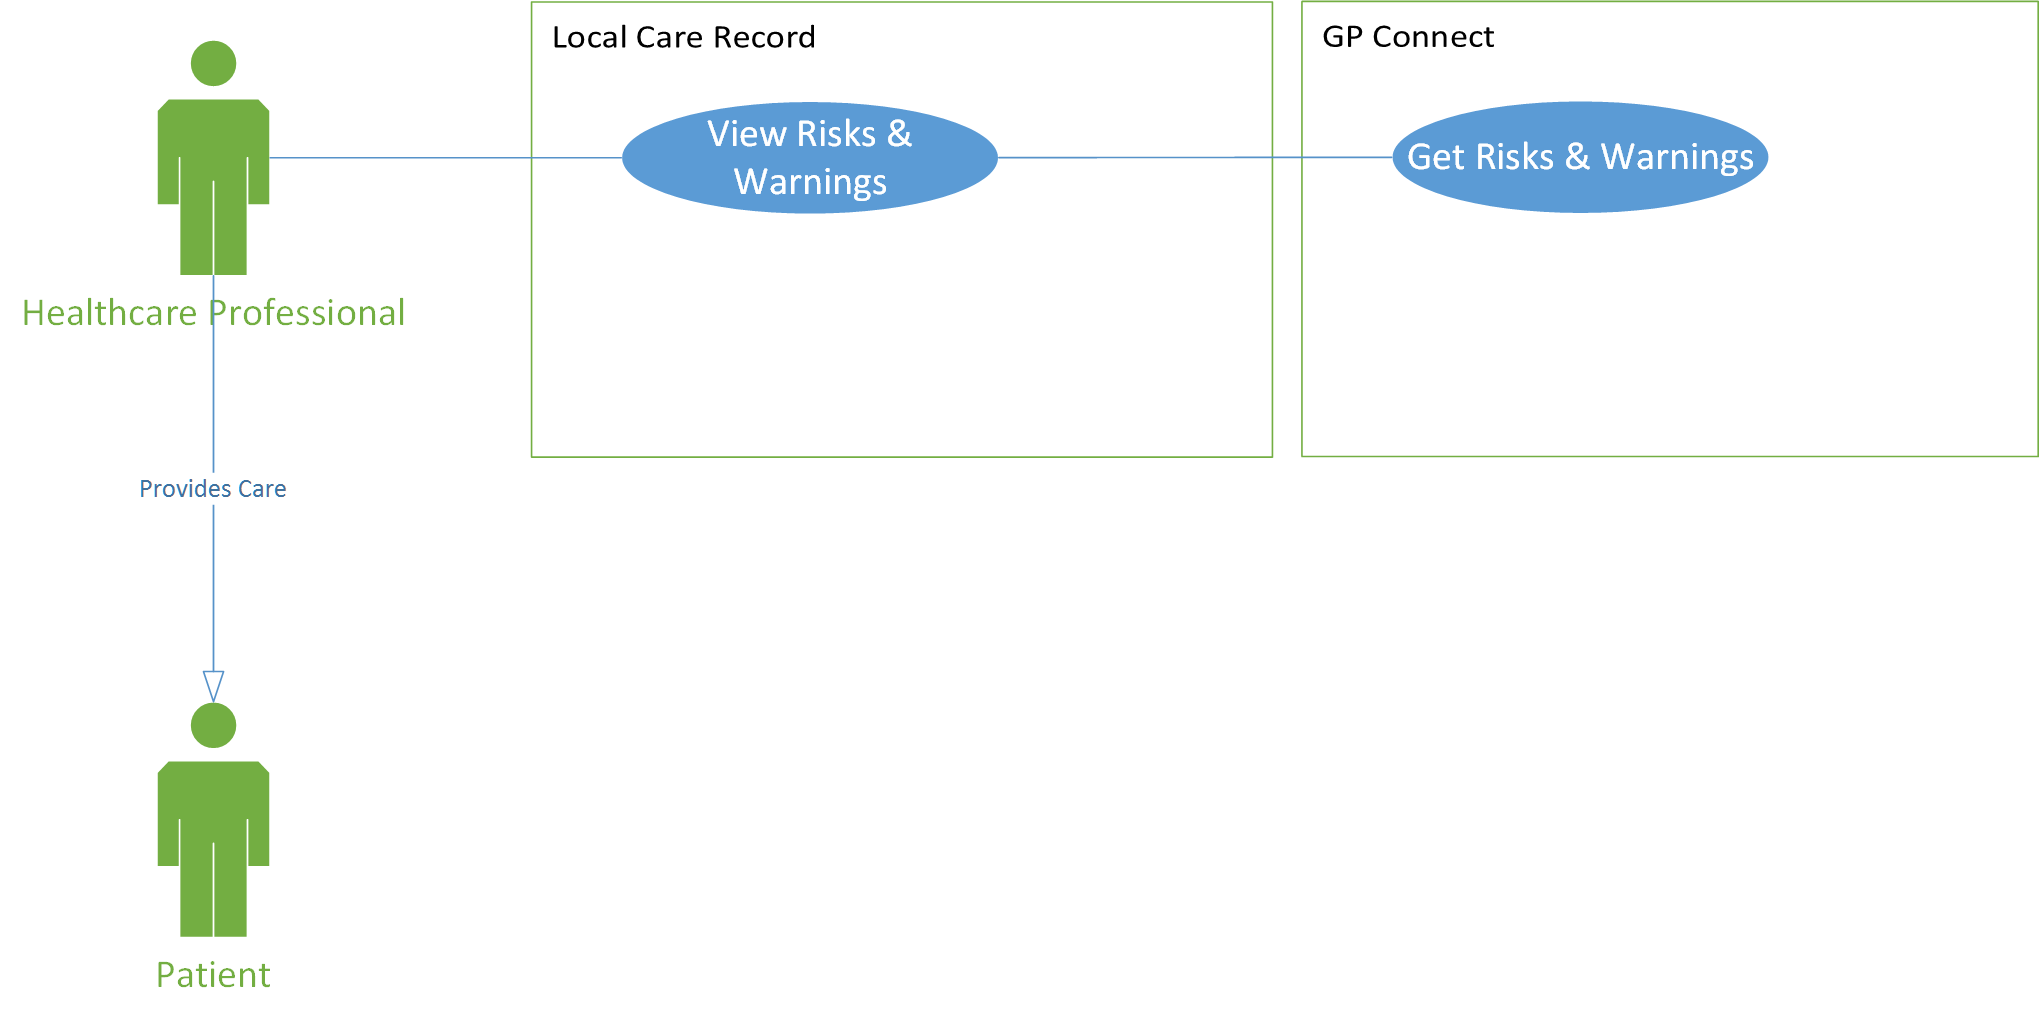 Local Care Record
GP Connect
View Risks &
Warnings
Get Risks & Warnings
Healthcare Professional
Provides Care
Patient